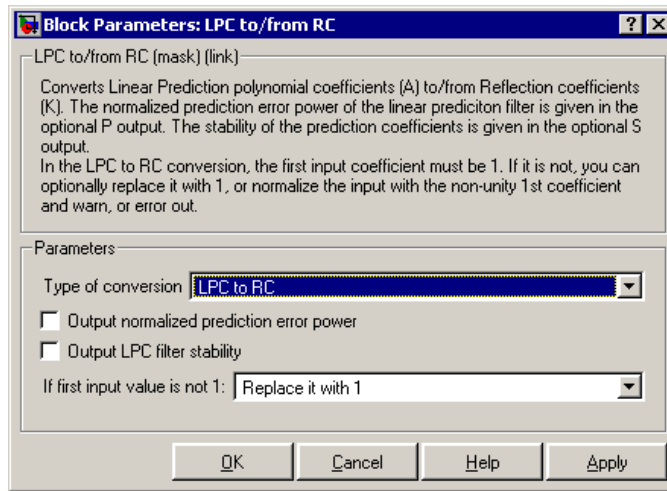 Block Parameters: LPC to/from RC
LPC to/from RC (mask) (link)
Converts Linear Prediction polynomial coefficients (A) to/from Reflection coefficients
(K). The normalized prediction error power of the linear prediciton filter is given in the
optional P output. The stability of the prediction coefficients is given in the optional S
output.
In the LPC to RC conversion, the first input coefficient must be 1. If it is not, you can
optionally replace it with 1, or normalize the input with the non-unity 1st coefficient
and warn, or error out.
Parameters
Type of conversion LPC to RC
Output normalized prediction error power
Output LPC filter stability
If first input value is not 1: Replace it with 1
OK Cancel Help Apply